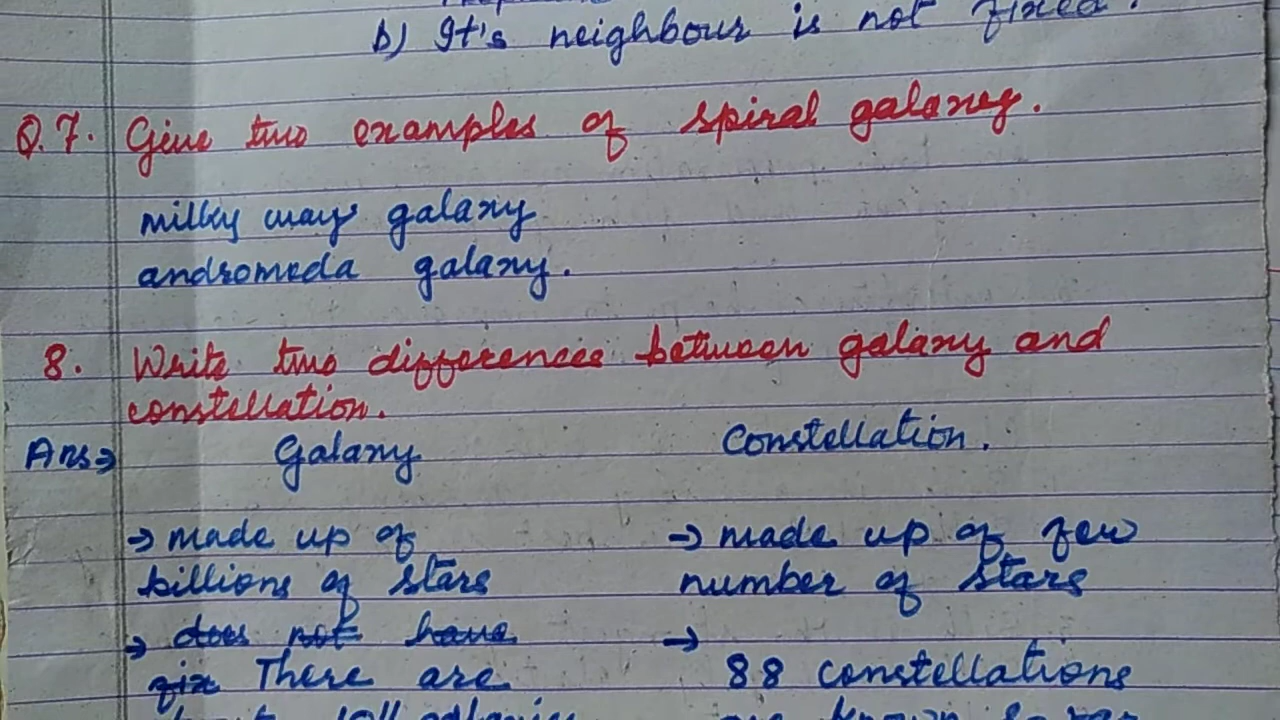 b) It's neighbour is not fixed.
Q.7. Give two examples of spiral galaxey.
milky way galaxy
andromeda galaxy.
8. Write two differences between galaxy and
constellation.
Ans→ Galaxy Constellation.
→ made up of → made up of few
billions of stars number of stars
→ does not have →
fix There are 88 constellations